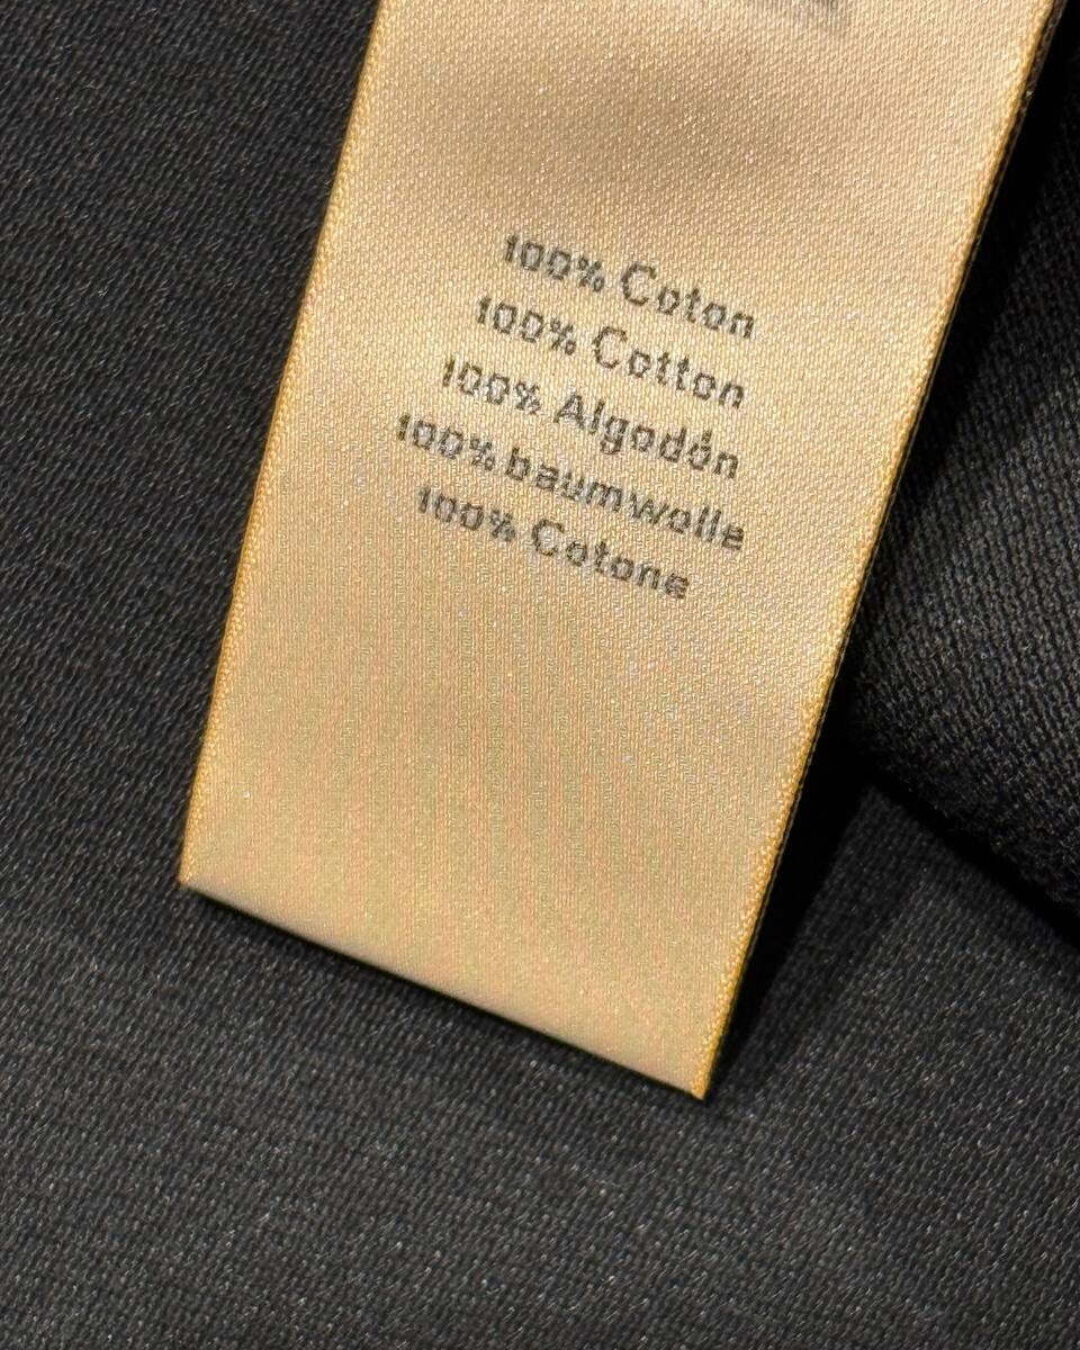 100% Coton
100% Cotton
100% Algodón
100% baumwolle
100% Cotone